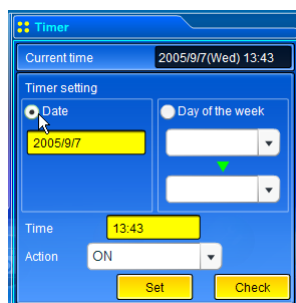 Timer
Current time 2005/9/7(Wed) 13:43
Timer setting
Date Day of the week
2005/9/7
Time 13:43
Action ON
Set Check